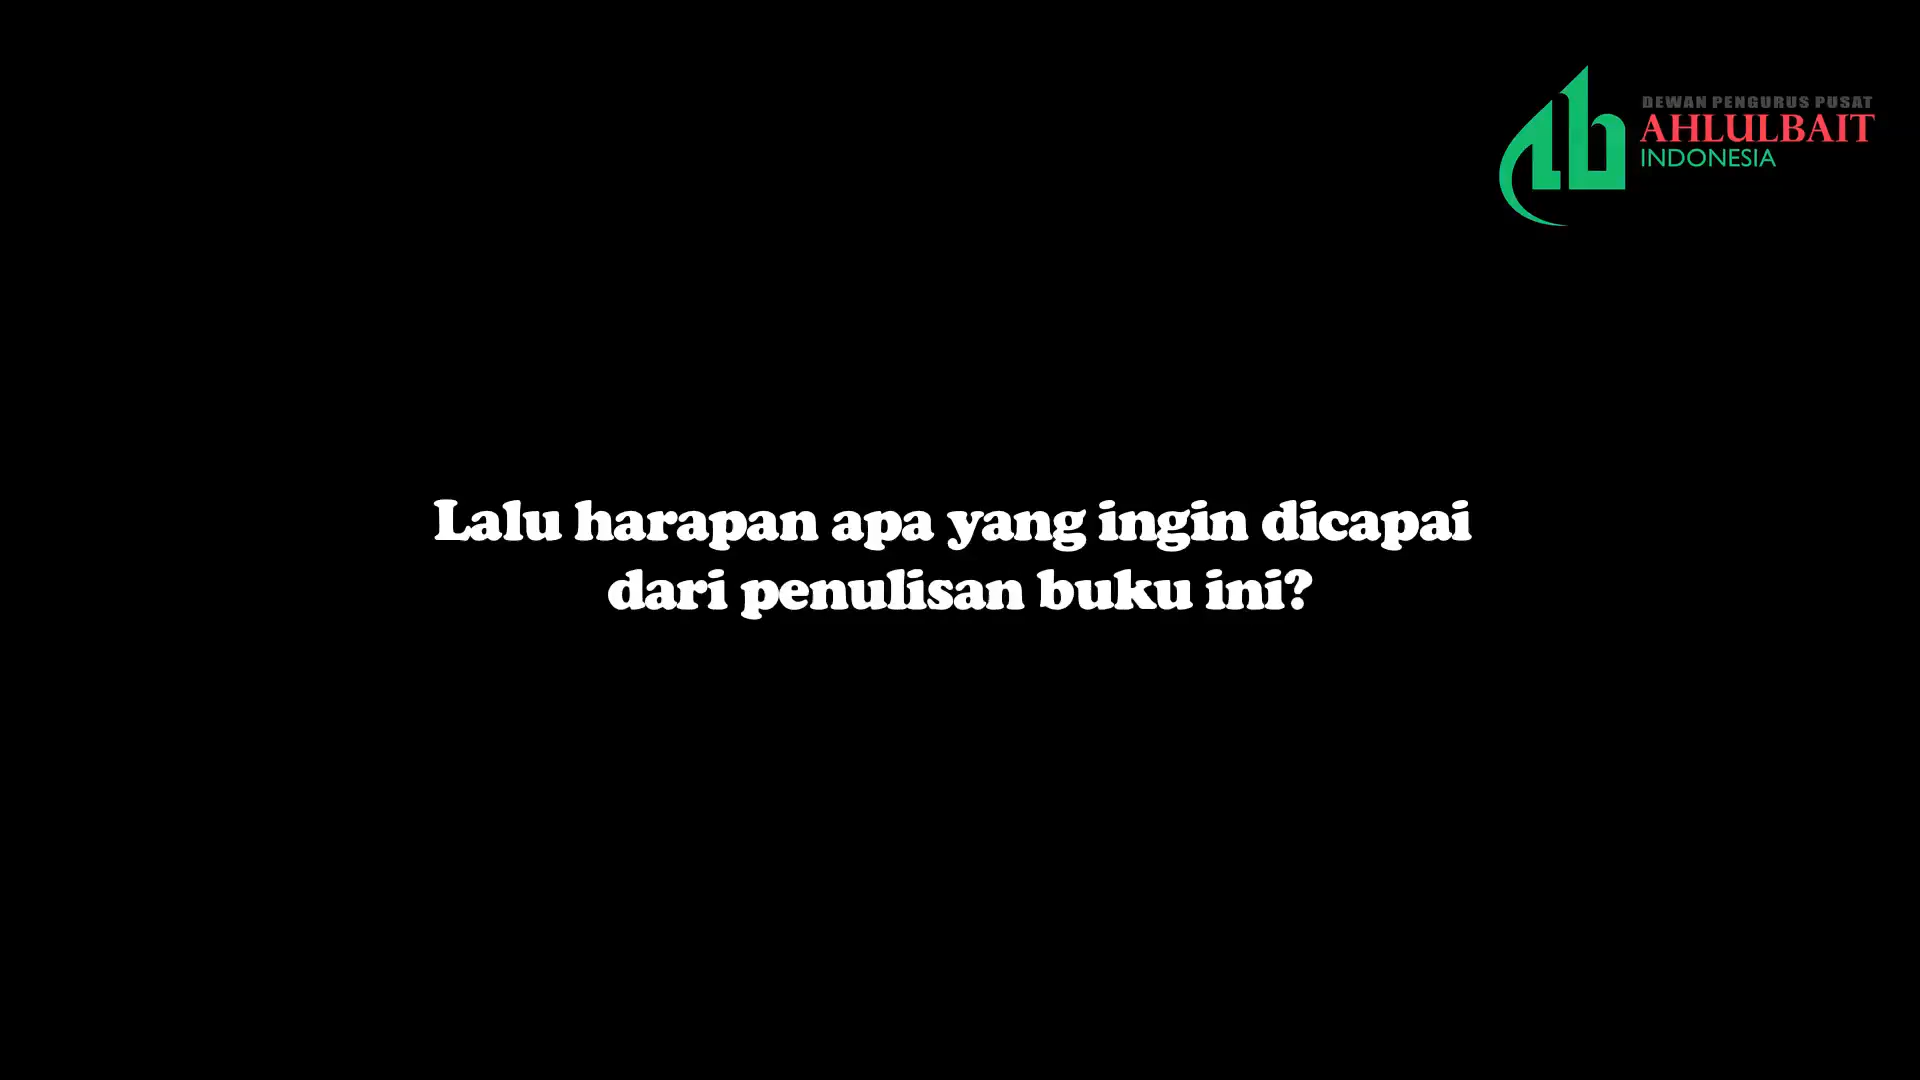 DEWAN PENGURUS PUSAT
AHLULBAIT
INDONESIA
Lalu harapan apa yang ingin dicapai
dari penulisan buku ini?